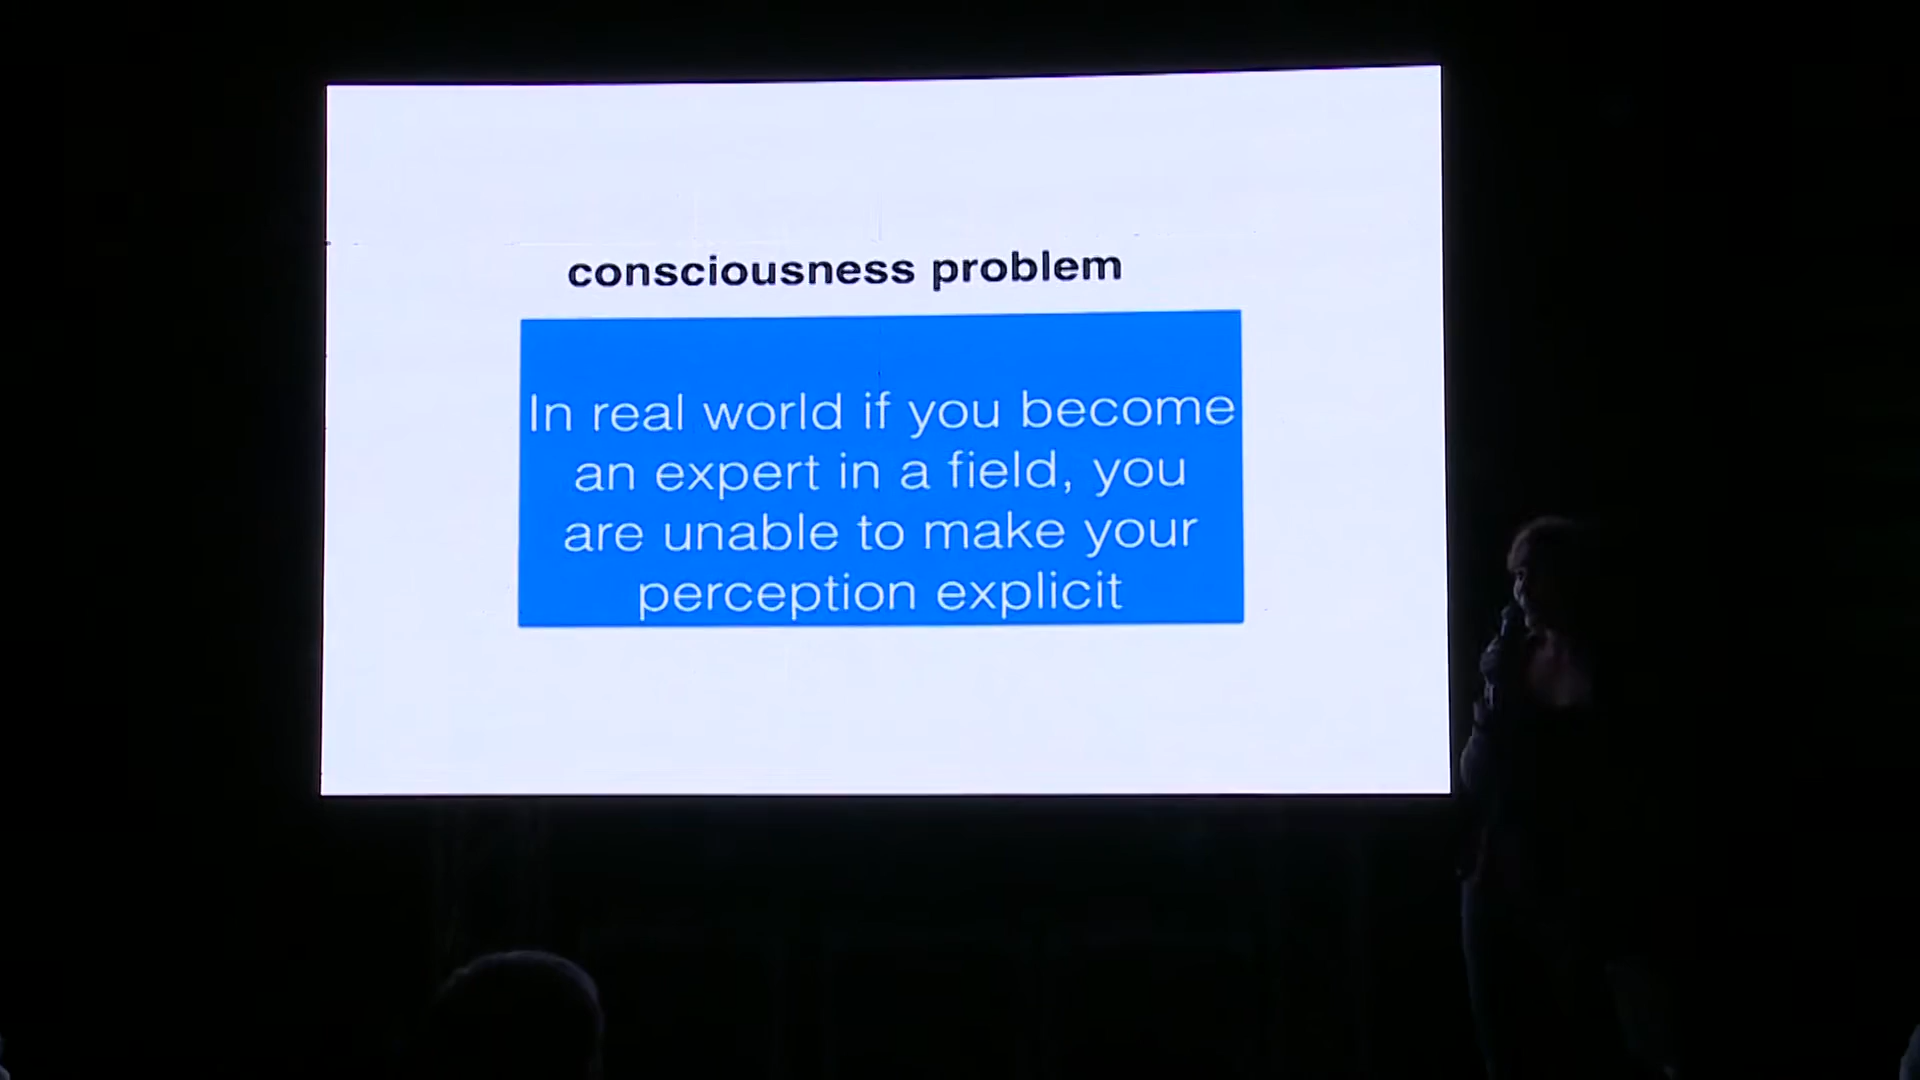 consciousness problem
In real world if you become
an expert in a field, you
are unable to make your
perception explicit